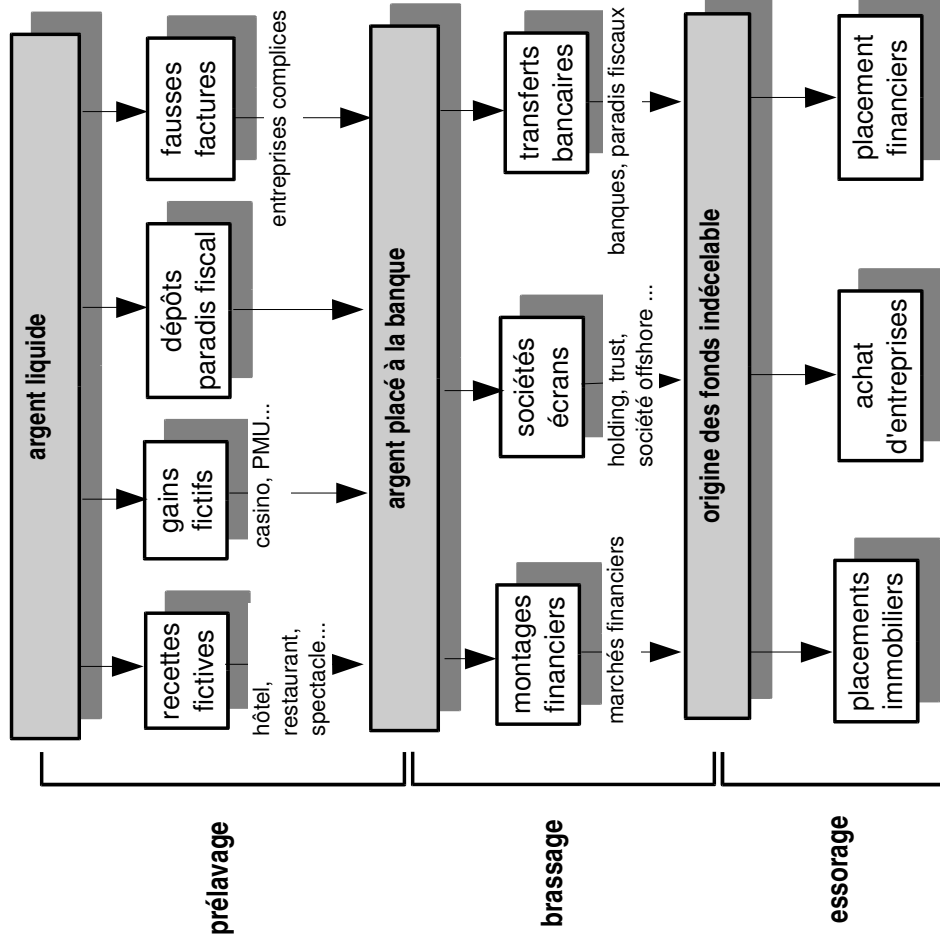 prélavage
argent liquide
recettes
fictives
hôtel,
restaurant,
spectacle...
gains
fictifs
casino, PMU...
dépôts
paradis fiscal
fausses
factures
entreprises complices
brassage
argent placé à la banque
montages
financiers
marchés financiers
sociétés
écrans
holding, trust,
société offshore ...
transferts
bancaires
banques, paradis fiscaux
essorage
origine des fonds indécelable
placements
immobiliers
achat
d'entreprises
placement
financiers